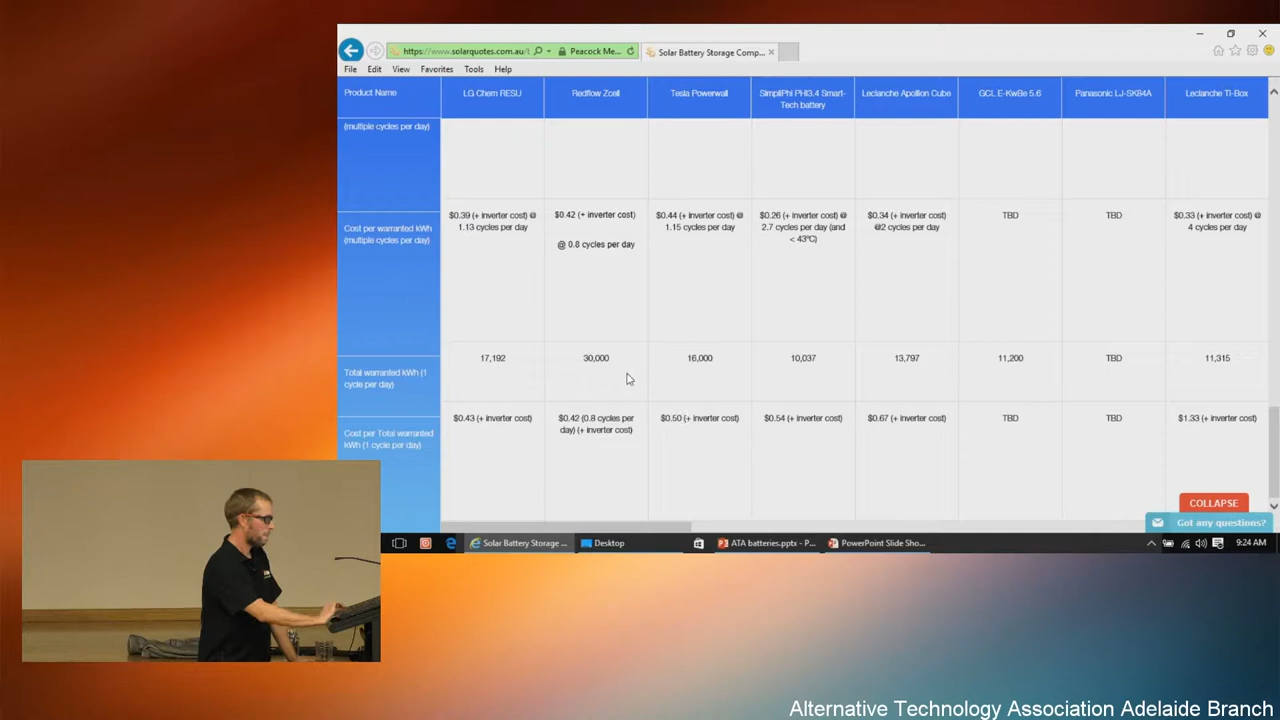 https://www.solarquotes.com.au/
Peacock Me...
Solar Battery Storage Comp...
File Edit View Favorites Tools Help
Product Name
LG Chem RESU
Redflow Zcell
Tesla Powerwall
SimpliPhi PHI3.4 Smart-
Tech battery
Leclanche Apollion Cube
GCL E-KwBe 5.6
Panasonic LJ-SK84A
Leclanche TI-Box
(multiple cycles per day)
Cost per warranted kWh
(multiple cycles per day)
$0.39 (+ inverter cost) @
1.13 cycles per day
$0.42 (+ inverter cost)
@ 0.8 cycles per day
$0.44 (+ inverter cost) @
1.15 cycles per day
$0.26 (+ inverter cost) @
2.7 cycles per day (and
< 43ºC)
$0.34 (+ inverter cost)
@2 cycles per day
TBD
TBD
$0.33 (+ inverter cost) @
4 cycles per day
Total warranted kWh (1
cycle per day)
17,192
30,000
16,000
10,037
13,797
11,200
TBD
11,315
Cost per Total warranted
kWh (1 cycle per day)
$0.43 (+ inverter cost)
$0.42 (0.8 cycles per
day) (+ inverter cost)
$0.50 (+ inverter cost)
$0.54 (+ inverter cost)
$0.67 (+ inverter cost)
TBD
TBD
$1.33 (+ inverter cost)
COLLAPSE
Got any questions?
Solar Battery Storage ...
Desktop
ATA batteries.pptx - P...
PowerPoint Slide Sho...
9:24 AM
Alternative Technology Association Adelaide Branch